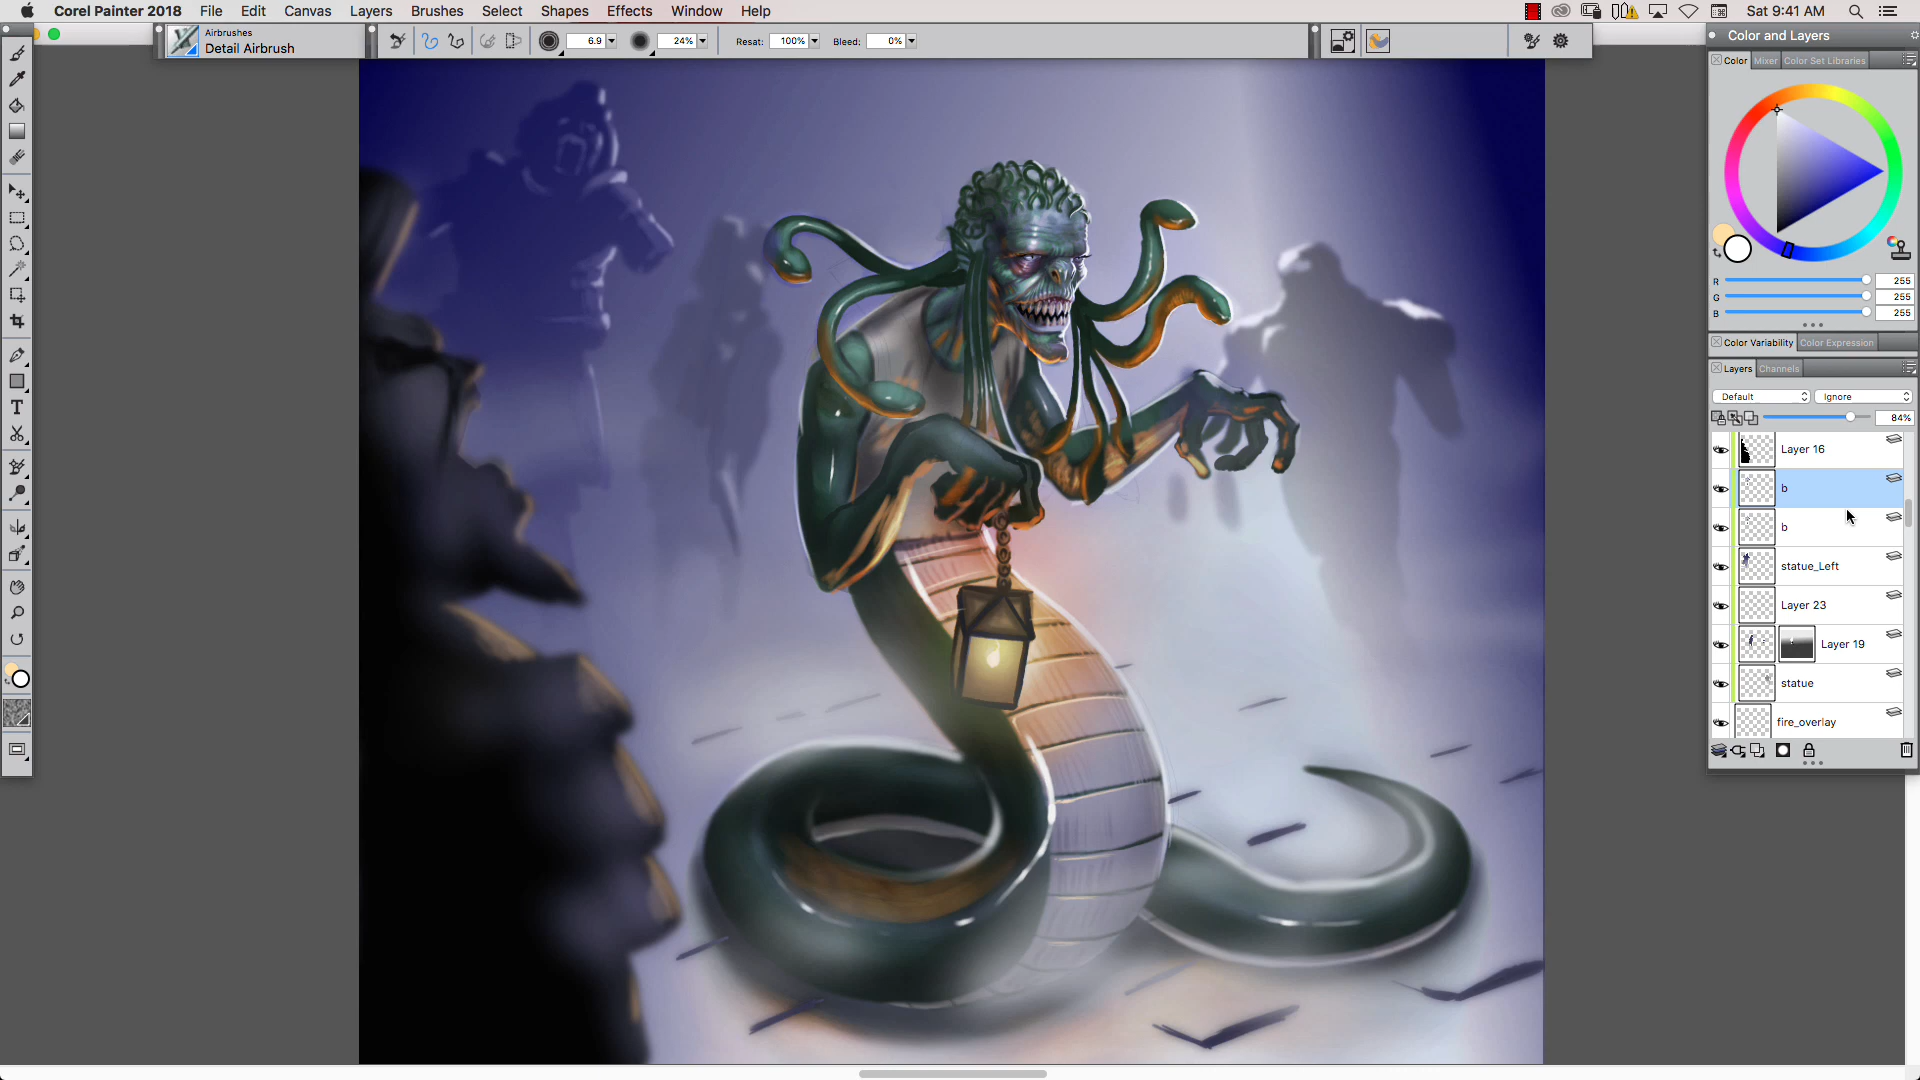 Corel Painter 2018 File Edit Canvas Layers Brushes Select Shapes Effects Window Help Sat 9:41 AM
Airbrushes
Detail Airbrush
6.9 24% Resat: 100% Bleed: 0%
Color and Layers
Color Mixer Color Set Libraries
R 255
G 255
B 255
Color Variability Color Expression
Layers Channels
Default Ignore
84%
Layer 16
b
b
statue_Left
Layer 23
Layer 19
statue
fire_overlay
T